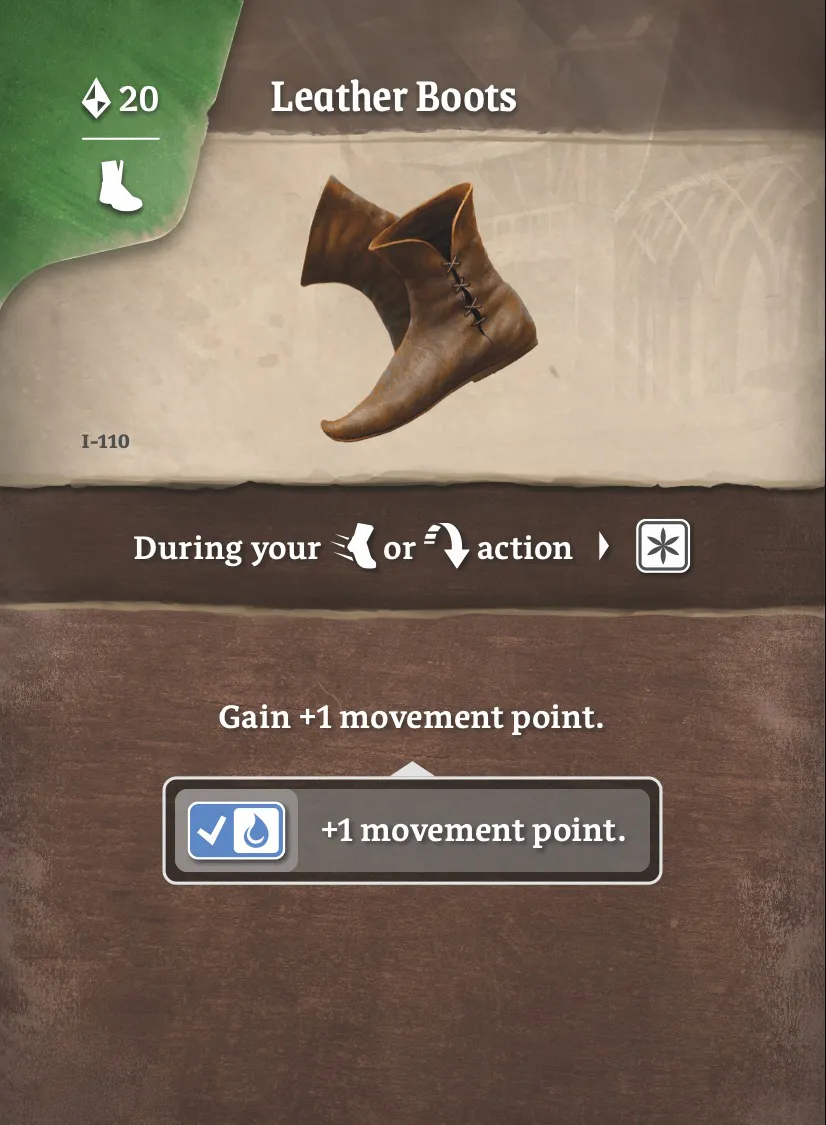 20
Leather Boots
I-110
During your or action
Gain +1 movement point.
+1 movement point.